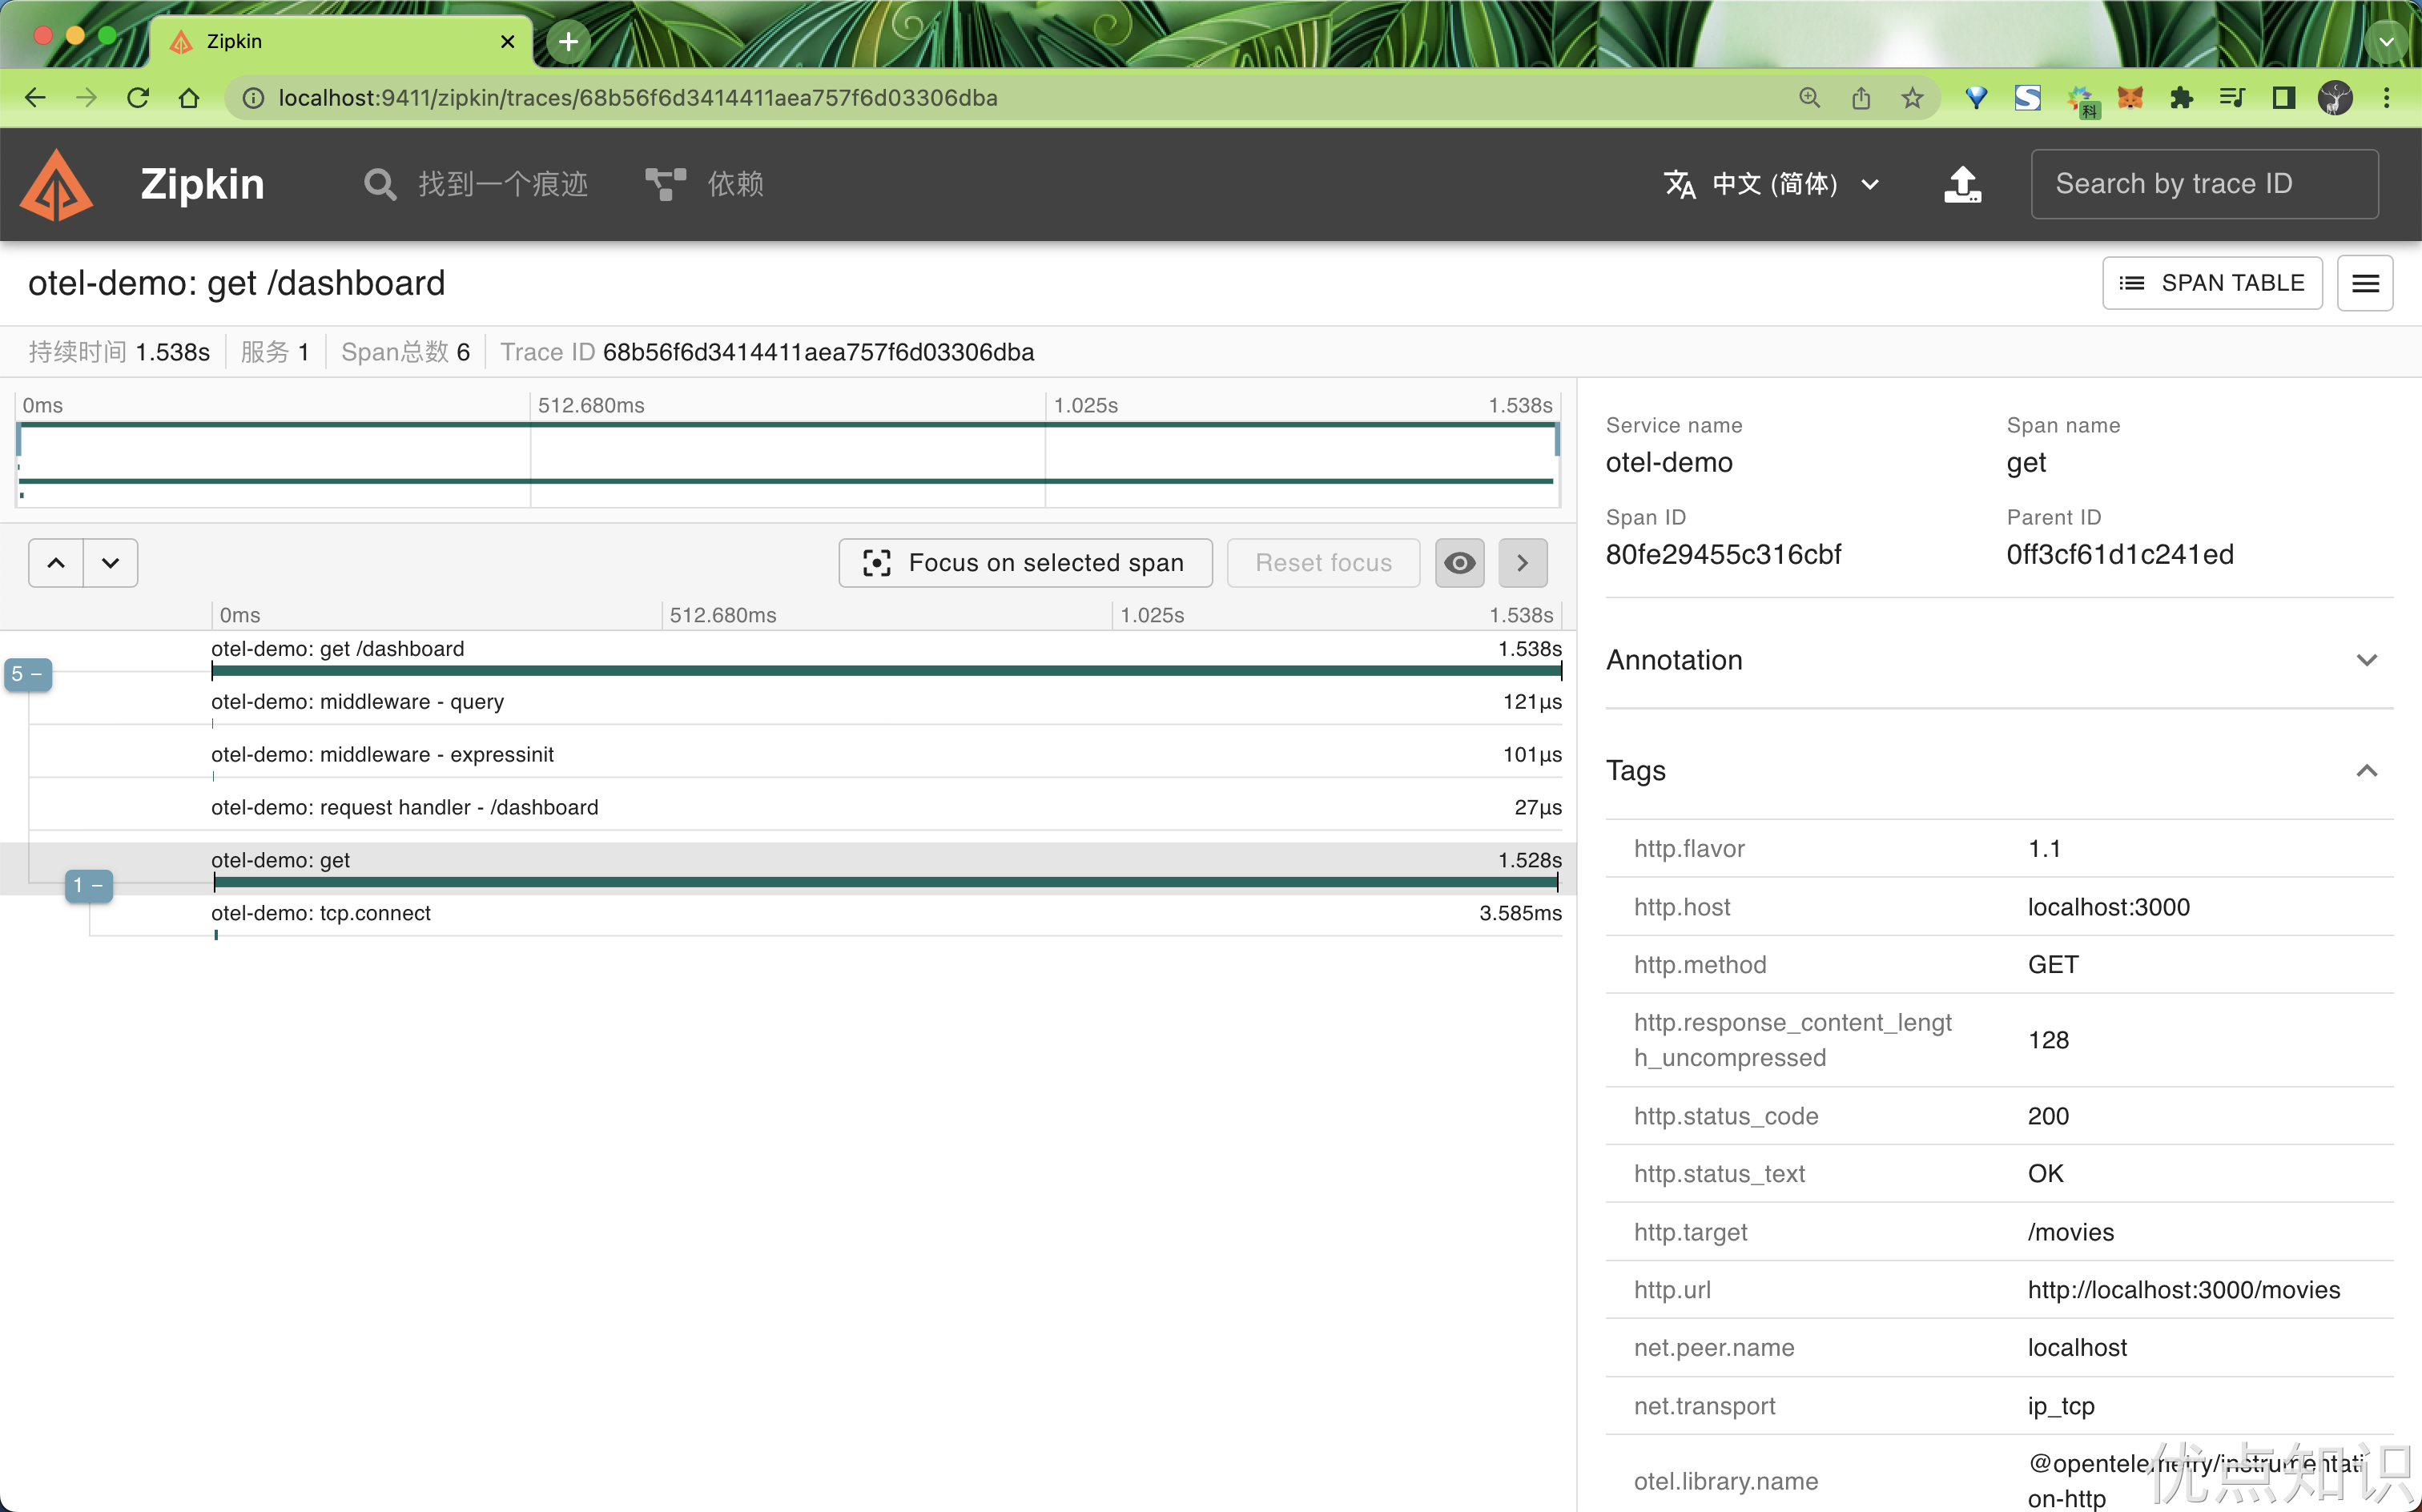 Zipkin
localhost:9411/zipkin/traces/68b56f6d3414411aea757f6d03306dba
科
Zipkin
找到一个痕迹
依赖
中文 (简体)
Search by trace ID
otel-demo: get /dashboard
SPAN TABLE
持续时间 1.538s
服务 1
Span总数 6
Trace ID 68b56f6d3414411aea757f6d03306dba
0ms
512.680ms
1.025s
1.538s
Focus on selected span
Reset focus
0ms
512.680ms
1.025s
1.538s
otel-demo: get /dashboard
1.538s
5 –
otel-demo: middleware - query
121μs
otel-demo: middleware - expressinit
101μs
otel-demo: request handler - /dashboard
27μs
otel-demo: get
1.528s
1 –
otel-demo: tcp.connect
3.585ms
Service name
otel-demo
Span name
get
Span ID
80fe29455c316cbf
Parent ID
0ff3cf61d1c241ed
Annotation
Tags
http.flavor
1.1
http.host
localhost:3000
http.method
GET
http.response_content_lengt
h_uncompressed
128
http.status_code
200
http.status_text
OK
http.target
/movies
http.url
http://localhost:3000/movies
net.peer.name
localhost
net.transport
ip_tcp
otel.library.name
@opentelemetry/instrumentati
on-http
优点知识